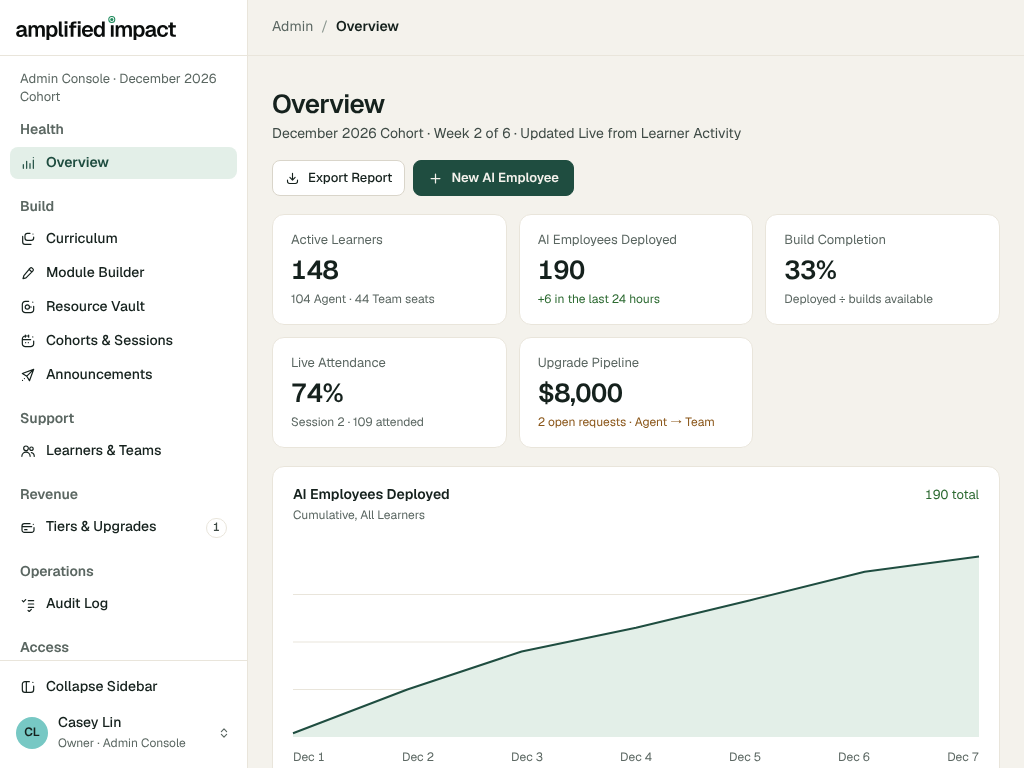 amplified impact
Admin Console · December 2026
Cohort
Health
Overview
Build
Curriculum
Module Builder
Resource Vault
Cohorts & Sessions
Announcements
Support
Learners & Teams
Revenue
Tiers & Upgrades 1
Operations
Audit Log
Access
Collapse Sidebar
CL
Casey Lin
Owner · Admin Console
Admin / Overview
Overview
December 2026 Cohort · Week 2 of 6 · Updated Live from Learner Activity
Export Report
New AI Employee
Active Learners
148
104 Agent · 44 Team seats
AI Employees Deployed
190
+6 in the last 24 hours
Build Completion
33%
Deployed ÷ builds available
Live Attendance
74%
Session 2 · 109 attended
Upgrade Pipeline
$8,000
2 open requests · Agent → Team
AI Employees Deployed
190 total
Cumulative, All Learners
Dec 1 Dec 2 Dec 3 Dec 4 Dec 5 Dec 6 Dec 7